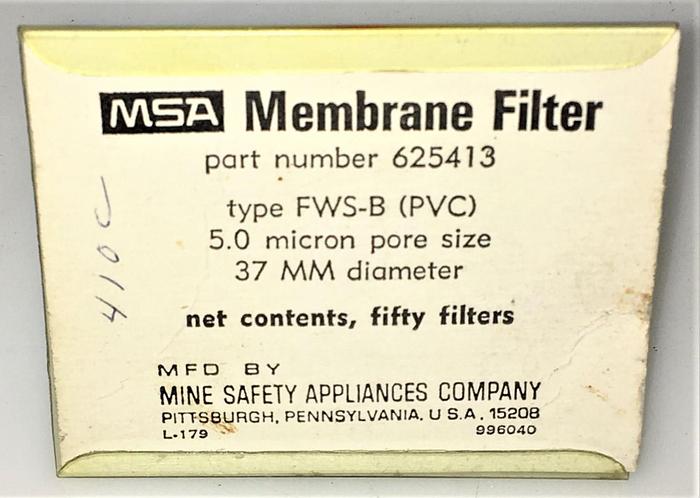 MSA Membrane Filter
part number 625413
type FWS-B (PVC)
5.0 micron pore size
37 MM diameter
net contents, fifty filters
MFD BY
MINE SAFETY APPLIANCES COMPANY
PITTSBURGH, PENNSYLVANIA, U.S.A. 15208
L-179 996040
410C